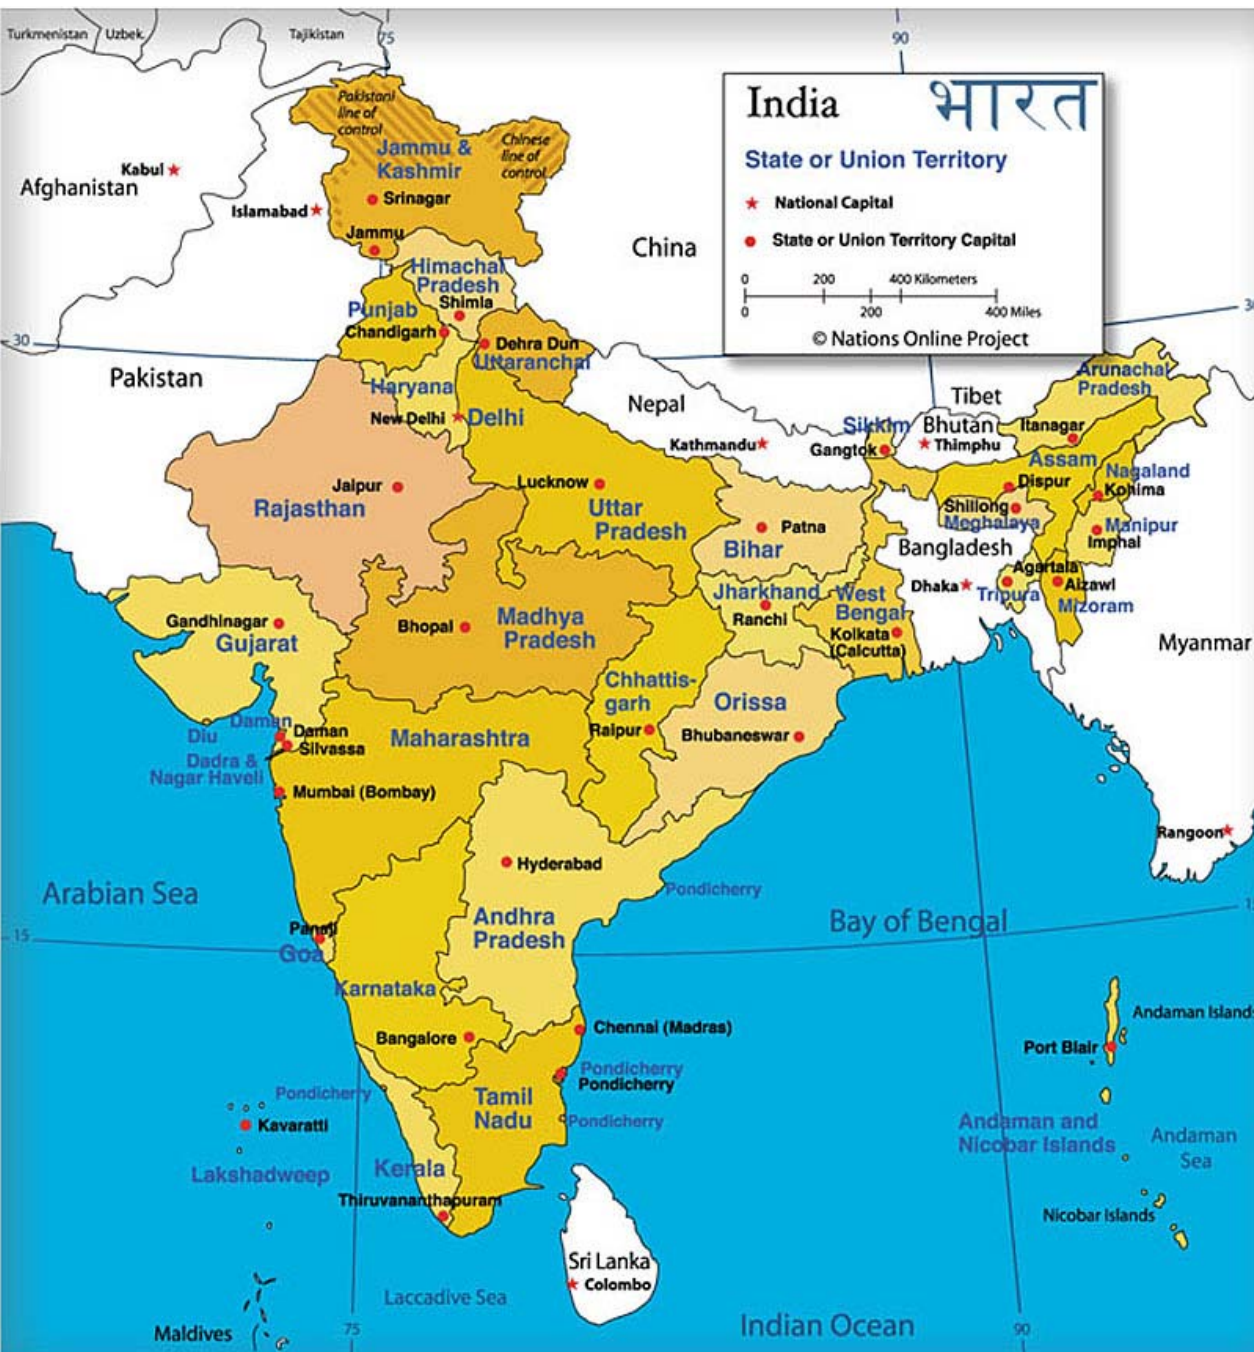 Turkmenistan
Uzbek.
Tajikistan
75
90
Pakistani
line of
control
Chinese
line of
control
Jammu &
Kashmir
Srinagar
Jammu
Kabul
Afghanistan
Islamabad
China
India भारत
State or Union Territory
National Capital
State or Union Territory Capital
0 200 400 Kilometers
0 200 400 Miles
© Nations Online Project
Himachal
Pradesh
Shimla
Punjab
Chandigarh
30
Dehra Dun
Uttaranchal
Pakistan
Haryana
New Delhi
Delhi
Nepal
Kathmandu
Tibet
Sikkim
Gangtok
Bhutan
Thimphu
Arunachal
Pradesh
Itanagar
Assam
Dispur
Nagaland
Kohima
Shillong
Meghalaya
Manipur
Imphal
Jaipur
Rajasthan
Lucknow
Uttar
Pradesh
Patna
Bihar
Bangladesh
Dhaka
Agartala
Tripura
Aizawl
Mizoram
Jharkhand
Ranchi
West
Bengal
Kolkata
(Calcutta)
Myanmar
Gandhinagar
Gujarat
Bhopal
Madhya
Pradesh
Chhattis-
garh
Raipur
Orissa
Bhubaneswar
Daman
Diu
Daman
Silvassa
Dadra &
Nagar Haveli
Maharashtra
Mumbai (Bombay)
Rangoon
Hyderabad
Andhra
Pradesh
Pondicherry
Arabian Sea
Bay of Bengal
15
Panaji
Goa
Karnataka
Bangalore
Chennai (Madras)
Pondicherry
Pondicherry
Tamil
Nadu
Pondicherry
Pondicherry
Kavaratti
Lakshadweep
Kerala
Thiruvananthapuram
Andaman Islands
Port Blair
Andaman and
Nicobar Islands
Andaman
Sea
Nicobar Islands
Sri Lanka
Colombo
Laccadive Sea
Maldives
75
Indian Ocean
90